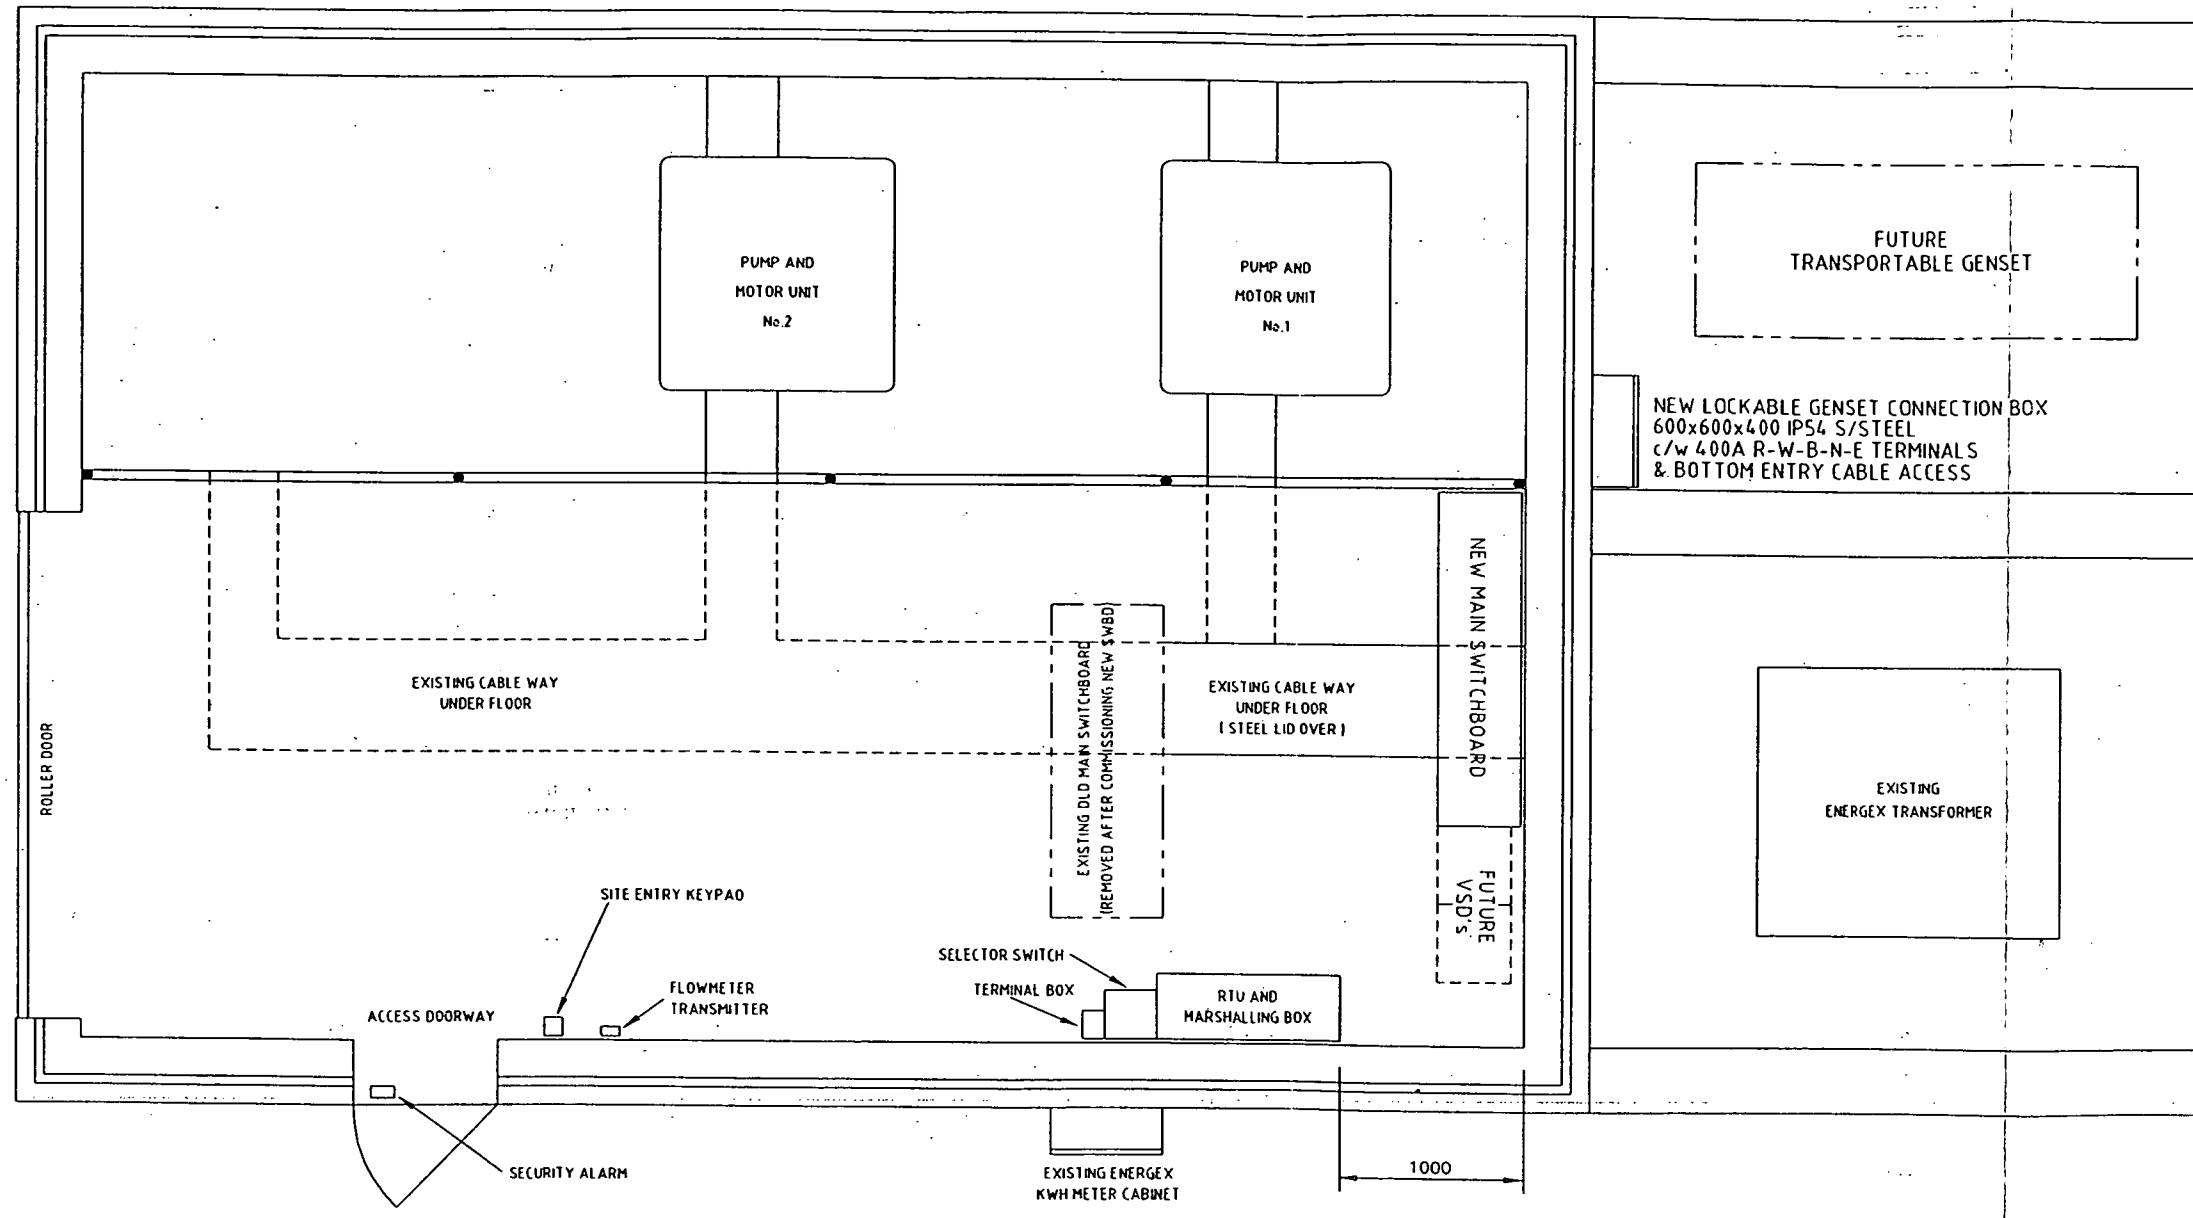 PUMP AND
MOTOR UNIT
No.2
PUMP AND
MOTOR UNIT
No.1
FUTURE
TRANSPORTABLE GENSET
NEW LOCKABLE GENSET CONNECTION BOX
600x600x400 IP54 S/STEEL
c/w 400A R-W-B-N-E TERMINALS
& BOTTOM ENTRY CABLE ACCESS
NEW MAIN SWITCHBOARD
EXISTING OLD MAIN SWITCHBOARD
(REMOVED AFTER COMMISSIONING NEW SWBD)
EXISTING CABLE WAY
UNDER FLOOR
EXISTING CABLE WAY
UNDER FLOOR
( STEEL LID OVER )
ROLLER DOOR
EXISTING
ENERGEX TRANSFORMER
FUTURE
VSD's
SITE ENTRY KEYPAD
SELECTOR SWITCH
TERMINAL BOX
FLOWMETER
TRANSMITTER
RTU AND
MARSHALLING BOX
ACCESS DOORWAY
SECURITY ALARM
EXISTING ENERGEX
KWH METER CABINET
1000